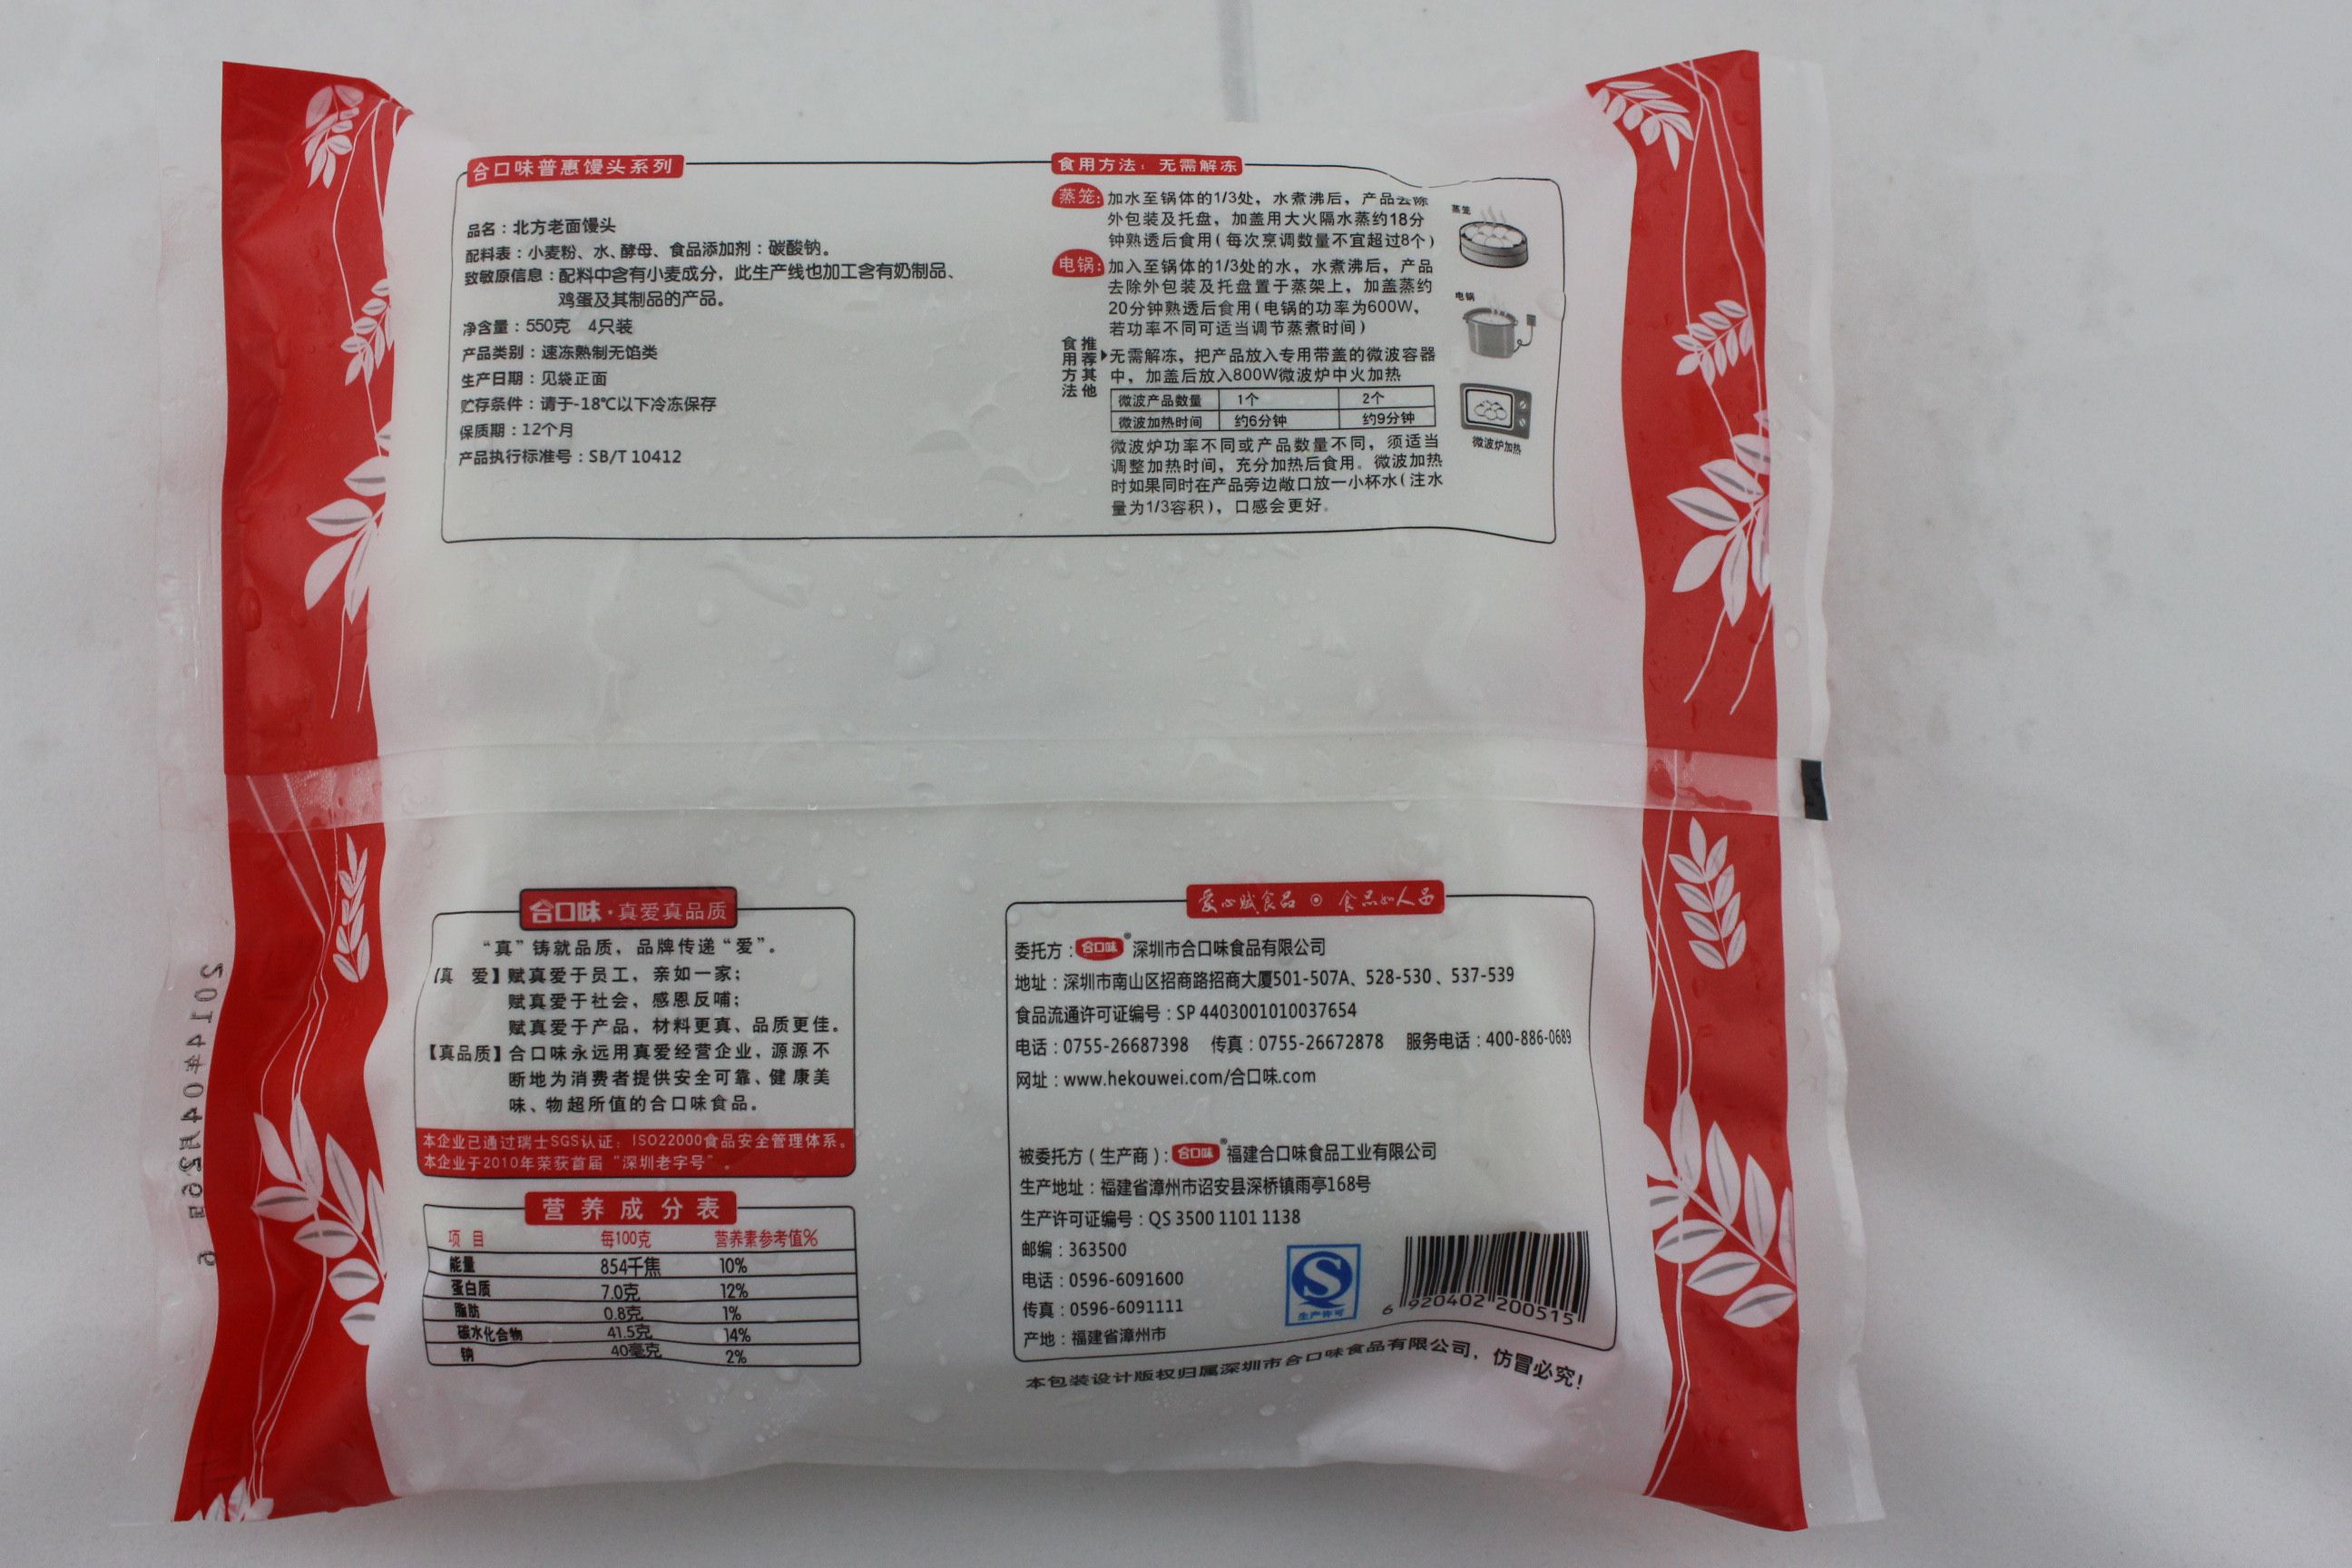 合口味普惠馒头系列
品名：北方老面馒头
配料表：小麦粉、水、酵母、食品添加剂：碳酸钠。
致敏原信息：配料中含有小麦成分，此生产线也加工含有奶制品、
鸡蛋及其制品的产品。
净含量：550克 4只装
产品类别：速冻熟制无馅类
生产日期：见袋正面
贮存条件：请于-18℃以下冷冻保存
保质期：12个月
产品执行标准号：SB/T 10412
食用方法：无需解冻
蒸笼：加水至锅体的1/3处，水煮沸后，产品去除
外包装及托盘，加盖用大火隔水蒸约18分
钟熟透后食用（每次烹调数量不宜超过8个）
电锅：加入至锅体的1/3处的水，水煮沸后，产品
去除外包装及托盘置于蒸架上，加盖蒸约
20分钟熟透后食用（电锅的功率为600W，
若功率不同可适当调节蒸煮时间）
推荐其他
食用方法
无需解冻，把产品放入专用带盖的微波容器
中，加盖后放入800W微波炉中火加热
微波产品数量 1个 2个
微波加热时间 约6分钟 约9分钟
微波炉功率不同或产品数量不同，须适当
调整加热时间，充分加热后食用。微波加热
时如果同时在产品旁边敞口放一小杯水（注水
量为1/3容积），口感会更好。
蒸笼
电锅
微波炉加热
合口味·真爱真品质
“真”铸就品质，品牌传递“爱”。
【真 爱】赋真爱于员工，亲如一家；
赋真爱于社会，感恩反哺；
赋真爱于产品，材料更真、品质更佳。
【真品质】合口味永远用真爱经营企业，源源不
断地为消费者提供安全可靠、健康美
味、物超所值的合口味食品。
本企业已通过瑞士SGS认证：ISO22000食品安全管理体系。
本企业于2010年荣获首届“深圳老字号”。
营养成分表
项目 每100克 营养素参考值%
能量 854千焦 10%
蛋白质 7.0克 12%
脂肪 0.8克 1%
碳水化合物 41.5克 14%
钠 40毫克 2%
爱心赋食品 ◎ 食品如人品
委托方：合口味® 深圳市合口味食品有限公司
地址：深圳市南山区招商路招商大厦501-507A、528-530、537-539
食品流通许可证编号：SP 4403001010037654
电话：0755-26687398 传真：0755-26672878 服务电话：400-886-0689
网址：www.hekouwei.com/合口味.com
被委托方（生产商）：合口味® 福建合口味食品工业有限公司
生产地址：福建省漳州市诏安县深桥镇雨亭168号
生产许可证编号：QS 3500 1101 1138
邮编：363500
电话：0596-6091600
传真：0596-6091111
产地：福建省漳州市
生产许可
6 920402 200515
本包装设计版权归属深圳市合口味食品有限公司，仿冒必究！